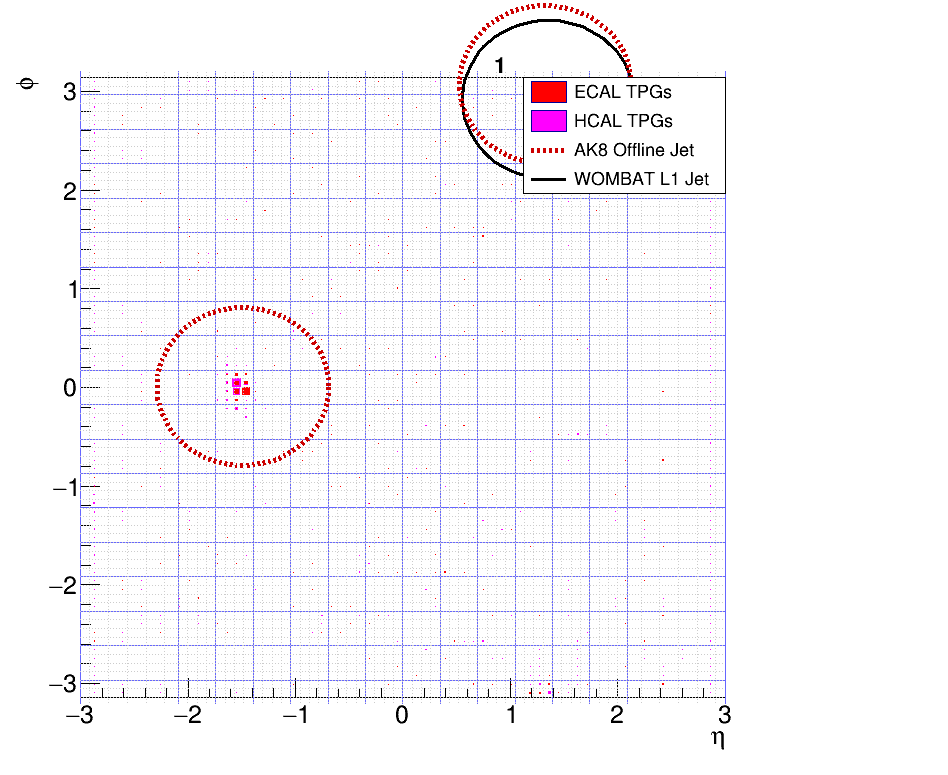 1
ϕ
3
2
1
0
−1
−2
−3
ECAL TPGs
HCAL TPGs
AK8 Offline Jet
WOMBAT L1 Jet
−3 −2 −1 0 1 2 3
η